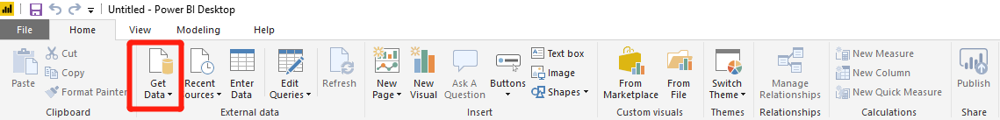 Untitled - Power BI Desktop
File Home View Modeling Help
Paste
Cut
Copy
Format Painter
Clipboard
Get Data
Recent Sources
Enter Data
Edit Queries
Refresh
External data
New Page
New Visual
Ask A Question
Buttons
Text box
Image
Shapes
Insert
From Marketplace
From File
Custom visuals
Switch Theme
Themes
Manage Relationships
Relationships
New Measure
New Column
New Quick Measure
Calculations
Publish
Share